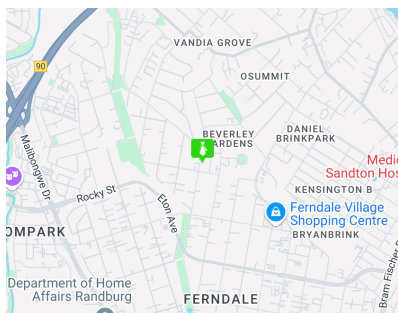 VANDIA GROVE
OSUMMIT
90
BEVERLEY
GARDENS
DANIEL
BRINKPARK
Malibongwe Dr
Medic
Sandton Hos
Rocky St
Eton Ave
KENSINGTON B
Ferndale Village
Shopping Centre
OMPARK
BRYANBRINK
Department of Home
Affairs Randburg
FERNDALE
Bram Fischer D